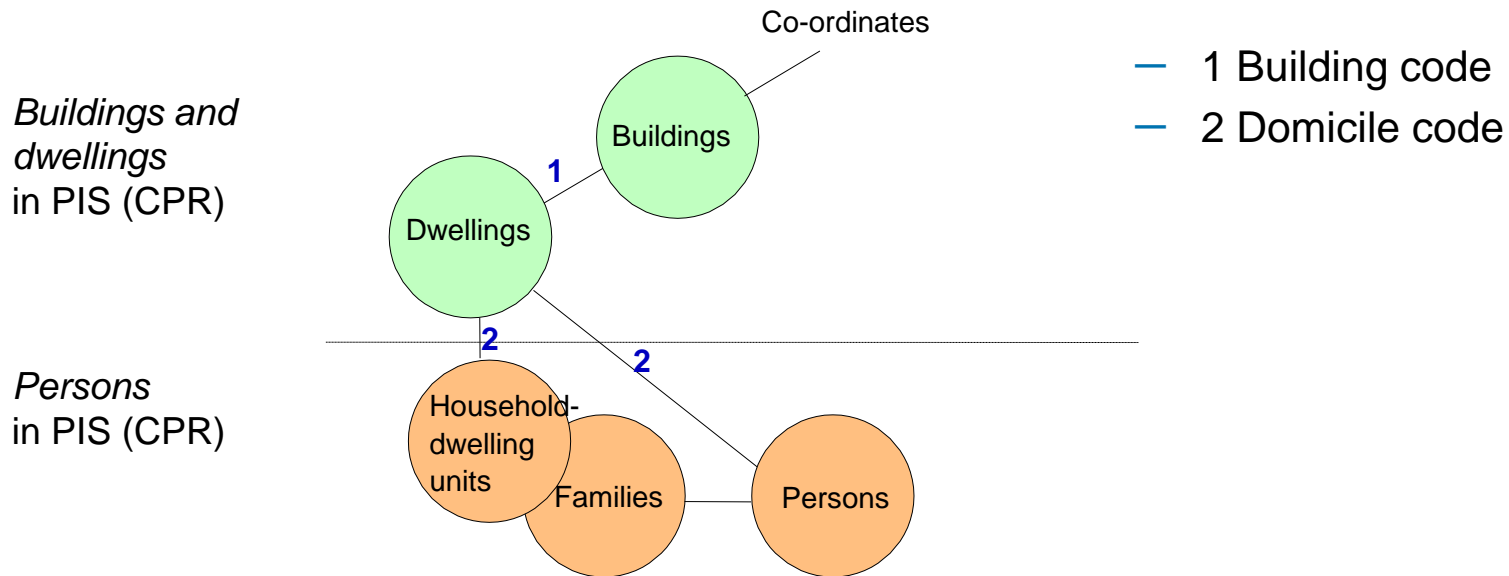 Co-ordinates
— 1 Building code
— 2 Domicile code
Buildings and
dwellings
in PIS (CPR)
Buildings
1
Dwellings
2
2
Persons
in PIS (CPR)
Household-
dwelling
units
Families
Persons